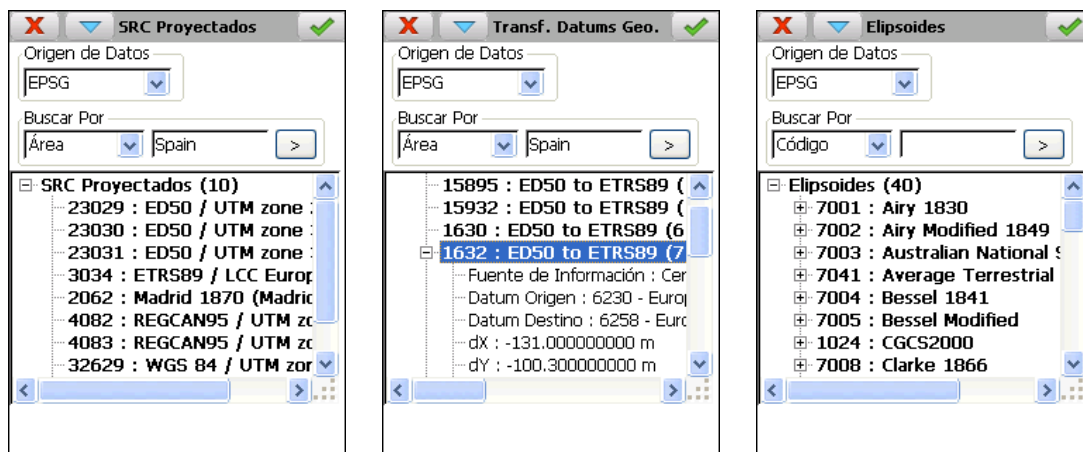 SRC Proyectados
Origen de Datos
EPSG
Buscar Por
Área Spain >
SRC Proyectados (10)
23029 : ED50 / UTM zone
23030 : ED50 / UTM zone
23031 : ED50 / UTM zone
3034 : ETRS89 / LCC Europ
2062 : Madrid 1870 (Madrid
4082 : REGCAN95 / UTM zo
4083 : REGCAN95 / UTM zo
32629 : WGS 84 / UTM zon
Transf. Datums Geo.
Origen de Datos
EPSG
Buscar Por
Área Spain >
15895 : ED50 to ETRS89 (
15932 : ED50 to ETRS89 (
1630 : ED50 to ETRS89 (6
1632 : ED50 to ETRS89 (7
Fuente de Información : Cer
Datum Origen : 6230 - Europ
Datum Destino : 6258 - Euro
dX : -131.000000000 m
dY : -100.300000000 m
Elipsoides
Origen de Datos
EPSG
Buscar Por
Código >
Elipsoides (40)
7001 : Airy 1830
7002 : Airy Modified 1849
7003 : Australian National S
7041 : Average Terrestrial
7004 : Bessel 1841
7005 : Bessel Modified
1024 : CGCS2000
7008 : Clarke 1866